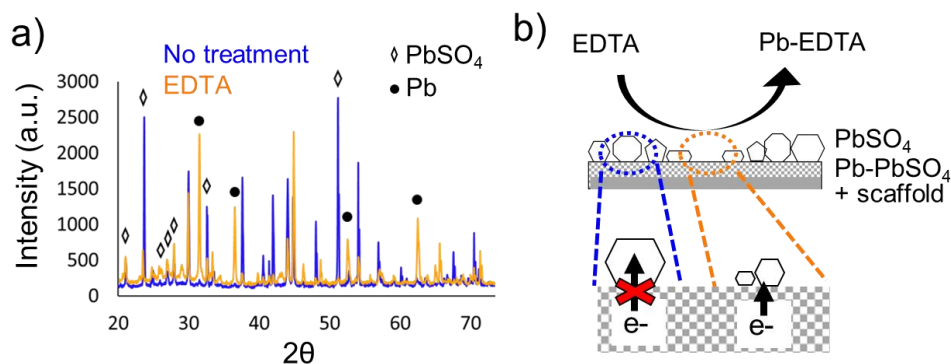 a)
No treatment
EDTA
◊ PbSO₄
● Pb
Intensity (a.u.)
3000
2500
2000
1500
1000
500
0
20 30 40 50 60 70
2θ
b)
EDTA
Pb-EDTA
PbSO₄
Pb-PbSO₄
+ scaffold
e-
e-